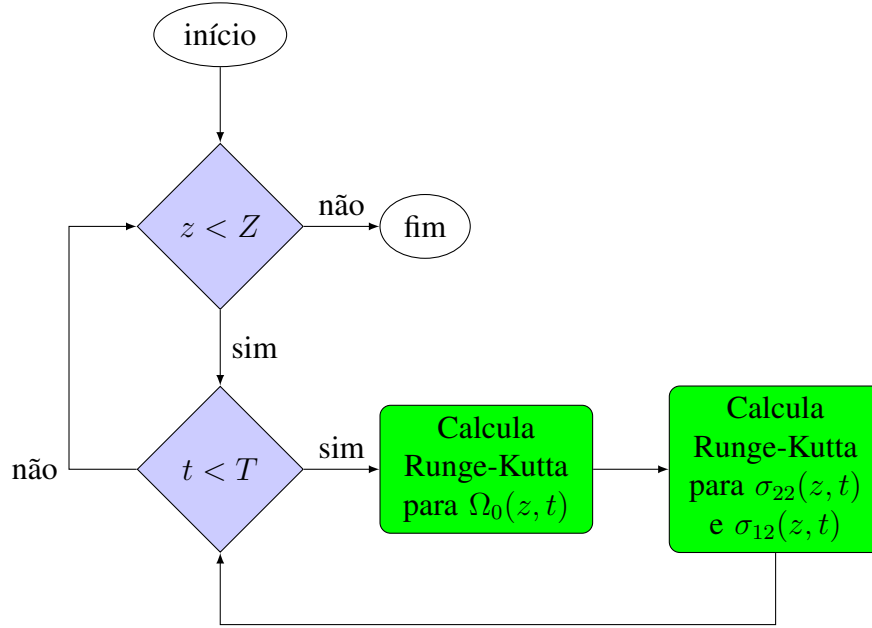 início
z < Z
não
fim
sim
t < T
não
sim
Calcula
Runge-Kutta
para Ω₀(z, t)
Calcula
Runge-Kutta
para σ₂₂(z, t)
e σ₁₂(z, t)